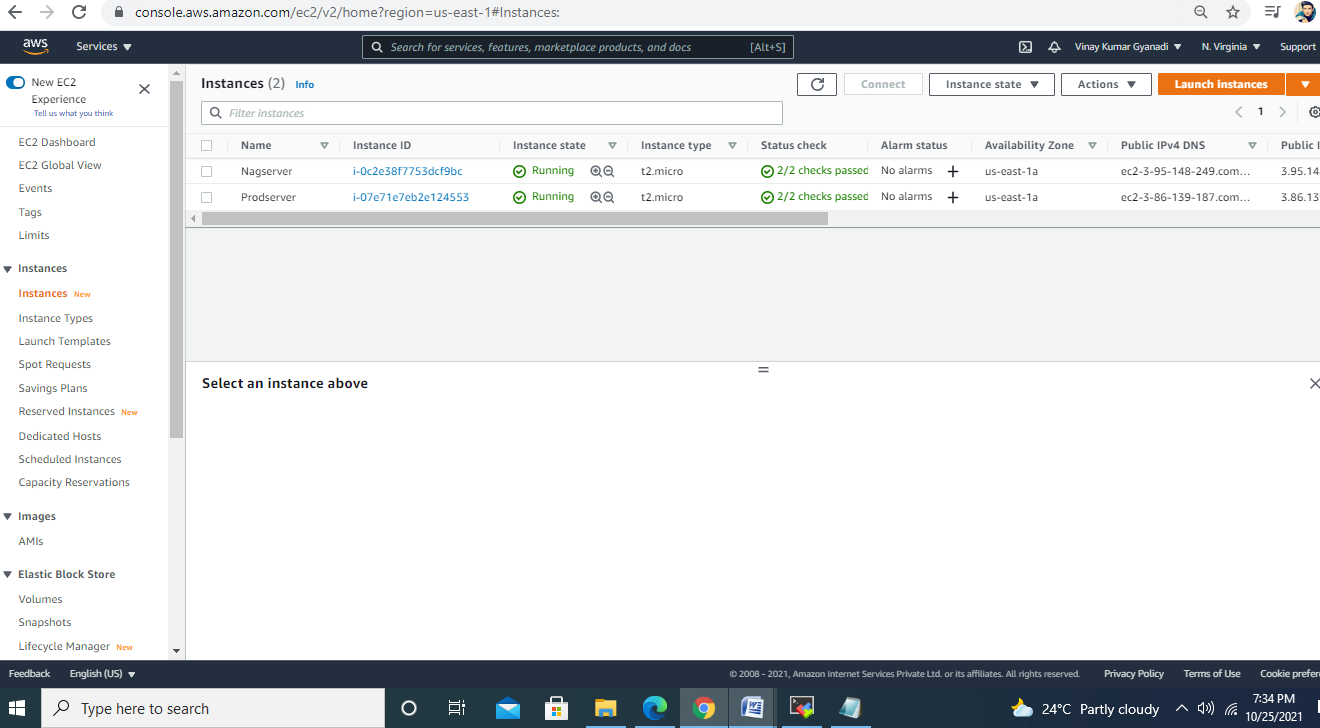 console.aws.amazon.com/ec2/v2/home?region=us-east-1#Instances:
aws Services Search for services, features, marketplace products, and docs [Alt+S] Vinay Kumar Gyanadi N. Virginia Support
New EC2
Experience
Tell us what you think
EC2 Dashboard
EC2 Global View
Events
Tags
Limits
Instances
Instances New
Instance Types
Launch Templates
Spot Requests
Savings Plans
Reserved Instances New
Dedicated Hosts
Scheduled Instances
Capacity Reservations
Images
AMIs
Elastic Block Store
Volumes
Snapshots
Lifecycle Manager New
Instances (2) Info Connect Instance state Actions Launch instances
Filter instances 1
Name Instance ID Instance state Instance type Status check Alarm status Availability Zone Public IPv4 DNS Public I
Nagserver i-0c2e38f7753dcf9bc Running t2.micro 2/2 checks passed No alarms + us-east-1a ec2-3-95-148-249.com... 3.95.14
Prodserver i-07e71e7eb2e124553 Running t2.micro 2/2 checks passed No alarms + us-east-1a ec2-3-86-139-187.com... 3.86.13
Select an instance above
Feedback English (US) © 2008 - 2021, Amazon Internet Services Private Ltd. or its affiliates. All rights reserved. Privacy Policy Terms of Use Cookie prefer
Type here to search 24°C Partly cloudy 7:34 PM
10/25/2021